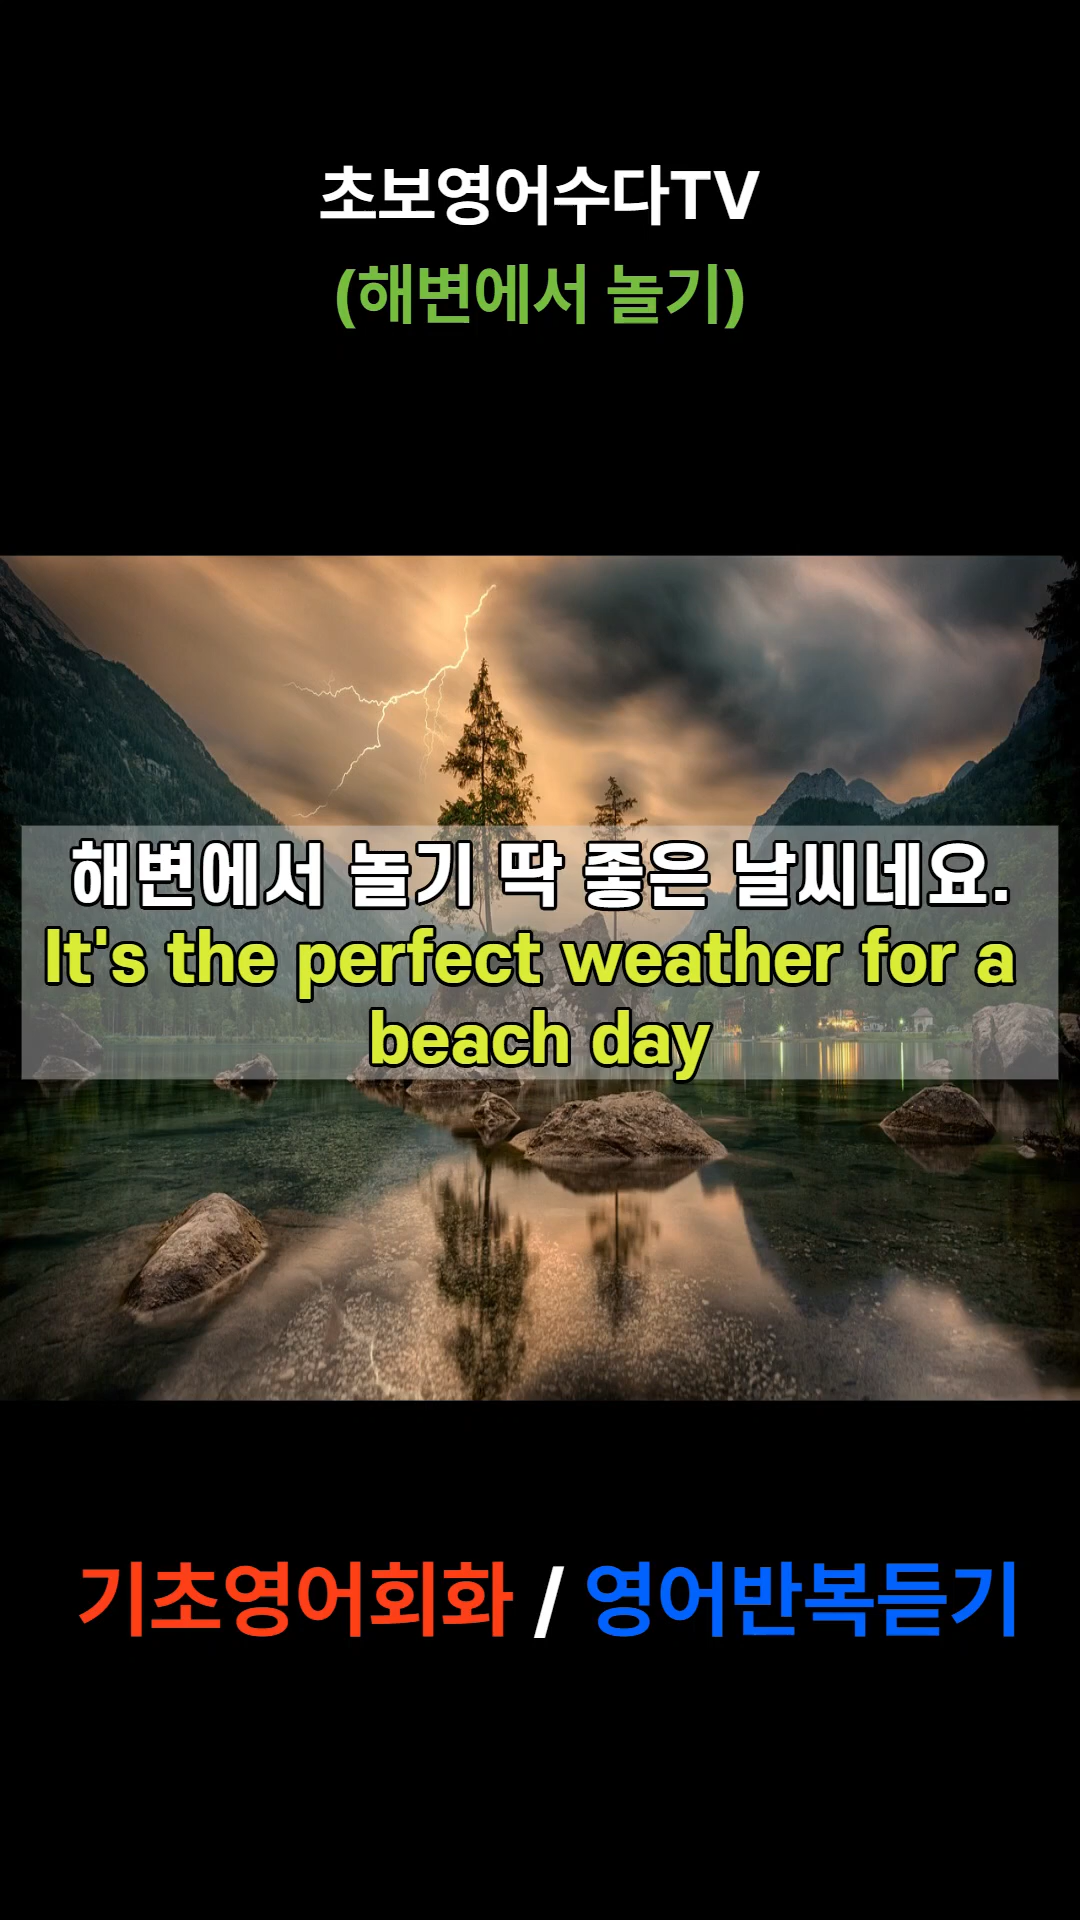 초보영어수다TV
(해변에서 놀기)
해변에서 놀기 딱 좋은 날씨네요.
It's the perfect weather for a
beach day
기초영어회화 / 영어반복듣기